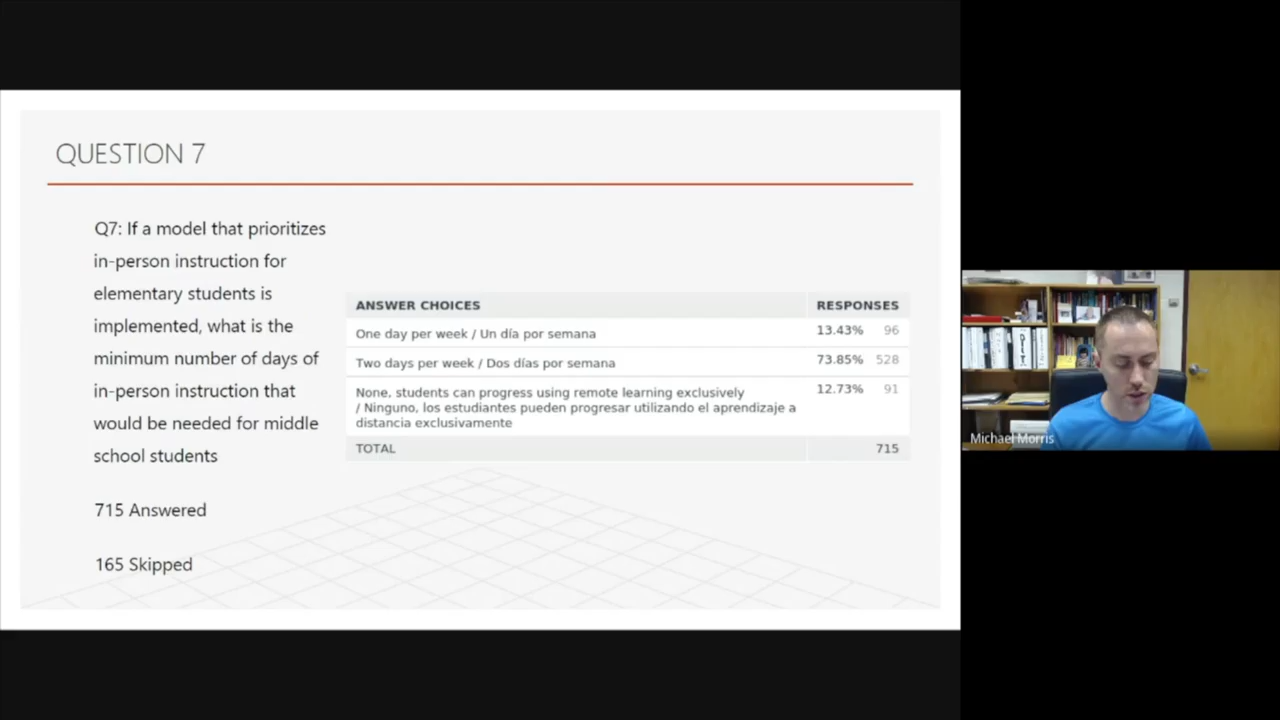 QUESTION 7
Q7: If a model that prioritizes
in-person instruction for
elementary students is
implemented, what is the
minimum number of days of
in-person instruction that
would be needed for middle
school students
715 Answered
165 Skipped
ANSWER CHOICES RESPONSES
One day per week / Un día por semana 13.43% 96
Two days per week / Dos días por semana 73.85% 528
None, students can progress using remote learning exclusively 12.73% 91
/ Ninguno, los estudiantes pueden progresar utilizando el aprendizaje a
distancia exclusivamente
TOTAL 715
Michael Morris